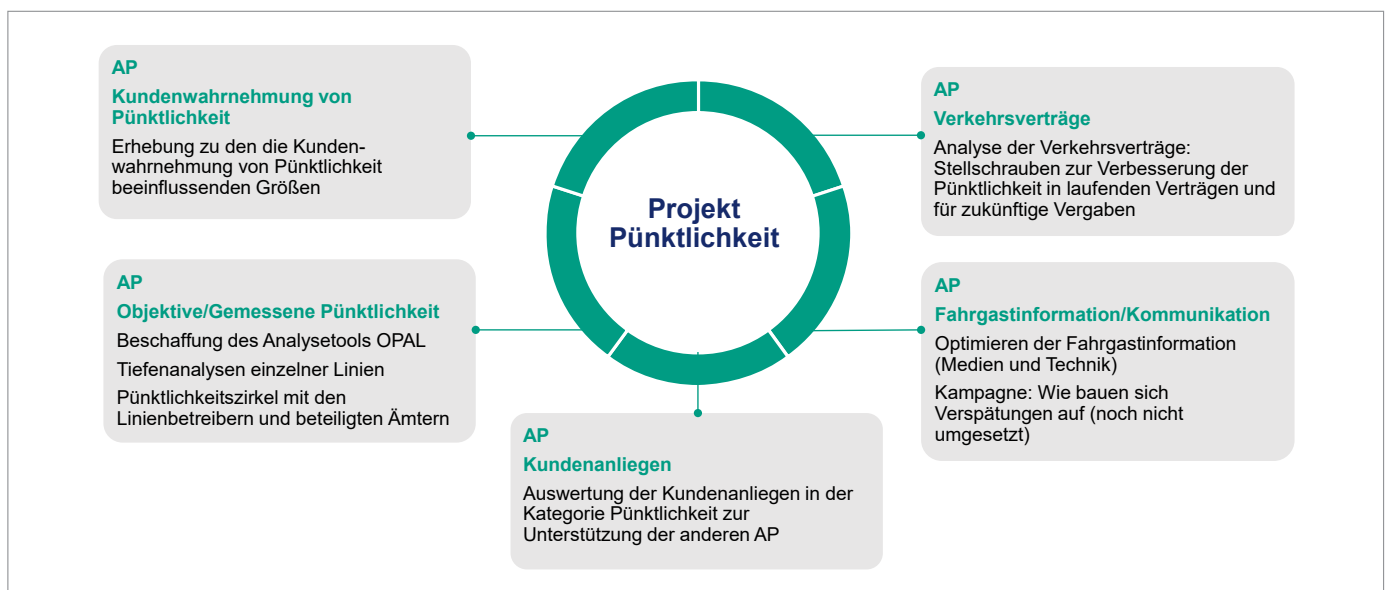 AP
Kundenwahrnehmung von
Pünktlichkeit
Erhebung zu den die Kunden-
wahrnehmung von Pünktlichkeit
beeinflussenden Größen
AP
Objektive/Gemessene Pünktlichkeit
Beschaffung des Analysetools OPAL
Tiefenanalysen einzelner Linien
Pünktlichkeitszirkel mit den
Linienbetreibern und beteiligten Ämtern
Projekt
Pünktlichkeit
AP
Kundenanliegen
Auswertung der Kundenanliegen in der
Kategorie Pünktlichkeit zur
Unterstützung der anderen AP
AP
Verkehrsverträge
Analyse der Verkehrsverträge:
Stellschrauben zur Verbesserung der
Pünktlichkeit in laufenden Verträgen und
für zukünftige Vergaben
AP
Fahrgastinformation/Kommunikation
Optimieren der Fahrgastinformation
(Medien und Technik)
Kampagne: Wie bauen sich
Verspätungen auf (noch nicht
umgesetzt)